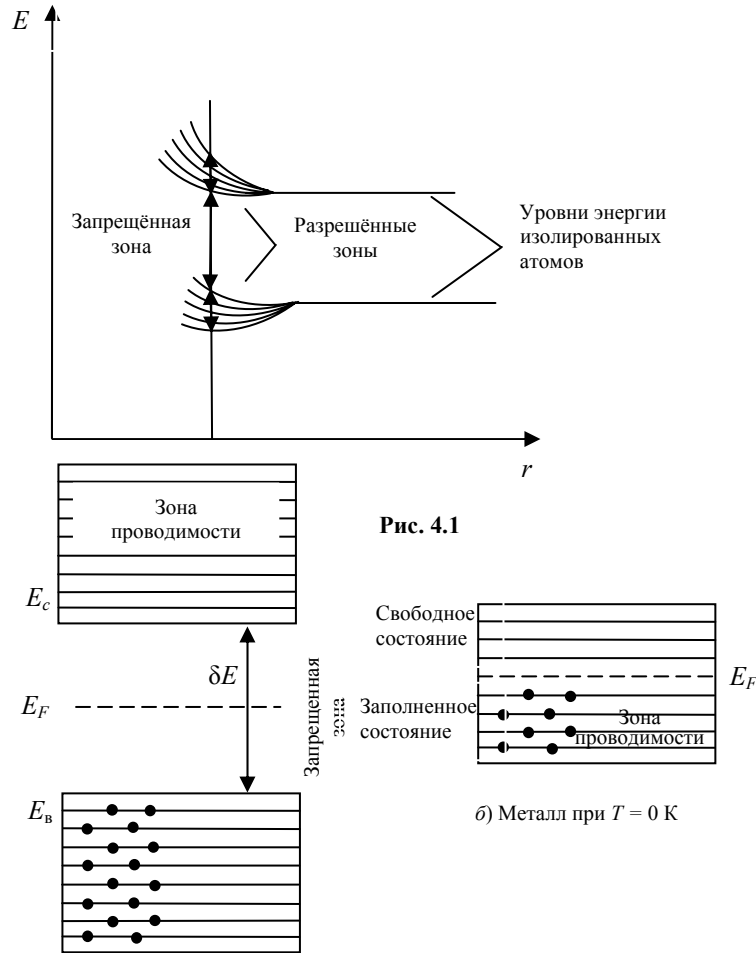 E
Запрещённая
зона
Разрешённые
зоны
Уровни энергии
изолированных
атомов
r
Зона
проводимости
Рис. 4.1
E_c
δE
E_F
Запрещенная
зона
E_в
Свободное
состояние
E_F
Заполненное
состояние
Зона
проводимости
б) Металл при T = 0 К